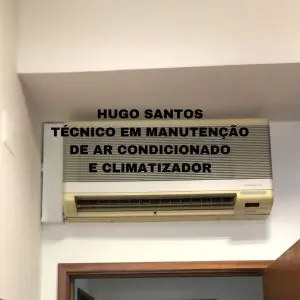 HUGO SANTOS
TÉCNICO EM MANUTENÇÃO
DE AR CONDICIONADO
E CLIMATIZADOR